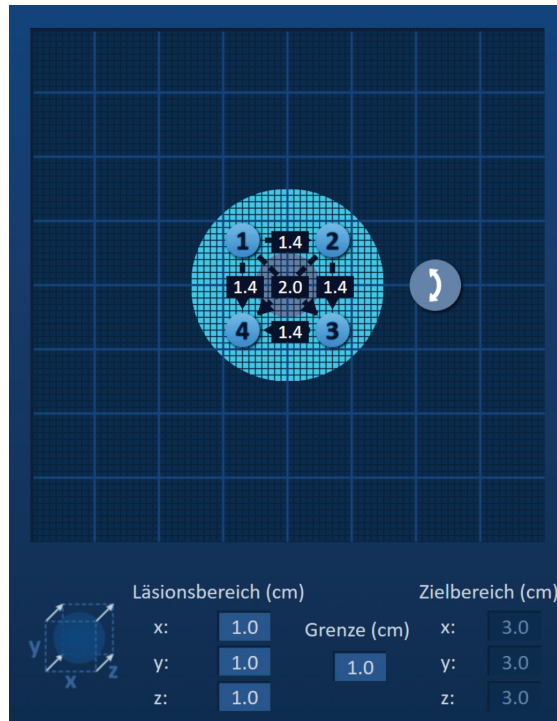 1 1.4 2
1.4 2.0 1.4
4 1.4 3
Läsionsbereich (cm) Zielbereich (cm)
x: 1.0 Grenze (cm) x: 3.0
y: 1.0 1.0 y: 3.0
z: 1.0 z: 3.0
y x z